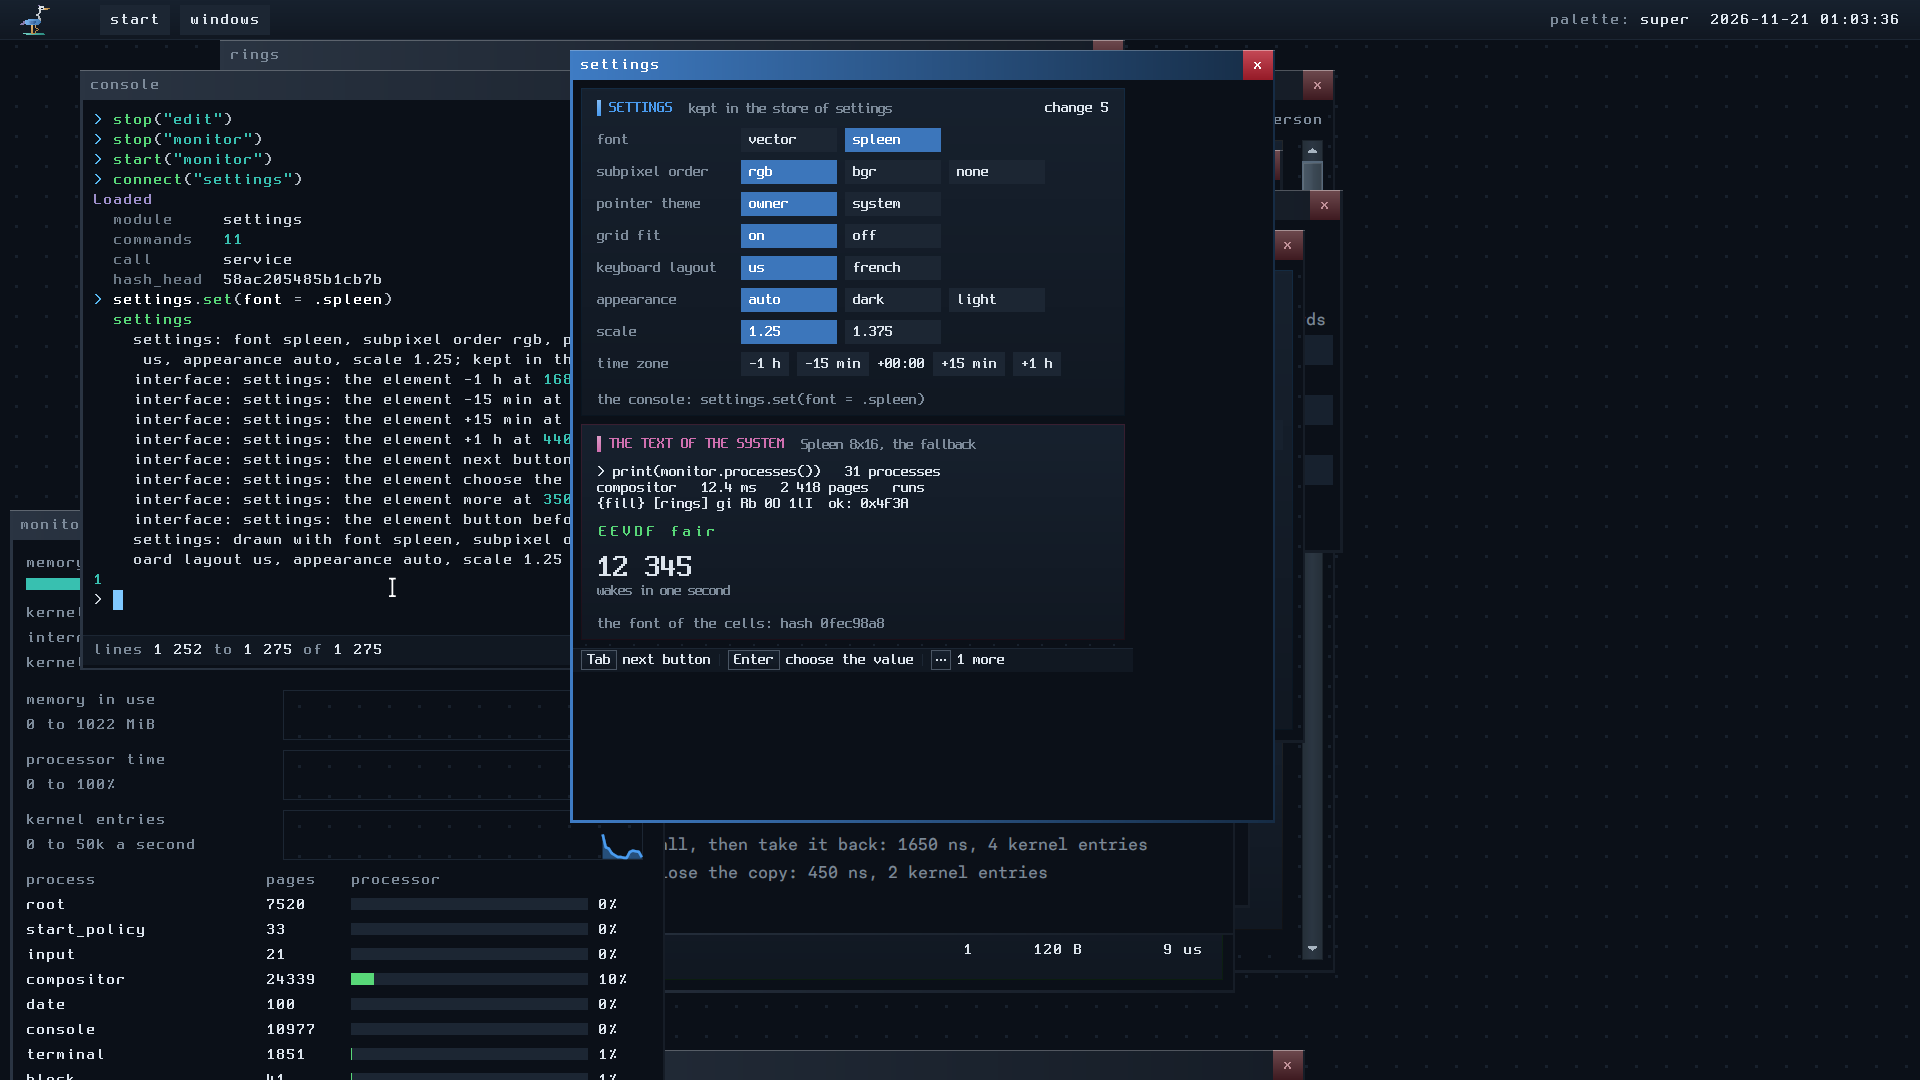 start windows palette: super 2026-11-21 01:03:36
rings
console
> stop("edit")
> stop("monitor")
> start("monitor")
> connect("settings")
Loaded
module settings
commands 11
call service
hash_head 58ac205485b1cb7b
> settings.set(font = .spleen)
settings
settings: font spleen, subpixel order rgb, p
us, appearance auto, scale 1.25; kept in th
interface: settings: the element -1 h at 168
interface: settings: the element -15 min at
interface: settings: the element +15 min at
interface: settings: the element +1 h at 440
interface: settings: the element next button
interface: settings: the element choose the
interface: settings: the element more at 350
interface: settings: the element button befo
settings: drawn with font spleen, subpixel o
oard layout us, appearance auto, scale 1.25
1
>
lines 1 252 to 1 275 of 1 275
settings
SETTINGS kept in the store of settings change 5
font vector spleen
subpixel order rgb bgr none
pointer theme owner system
grid fit on off
keyboard layout us french
appearance auto dark light
scale 1.25 1.375
time zone -1 h -15 min +00:00 +15 min +1 h
the console: settings.set(font = .spleen)
THE TEXT OF THE SYSTEM Spleen 8x16, the fallback
> print(monitor.processes()) 31 processes
compositor 12.4 ms 2 418 pages runs
{fill} [rings] gi Rb 0O 1lI ok: 0x4F3A
EEVDF fair
12 345
wakes in one second
the font of the cells: hash 0fec98a8
Tab next button Enter choose the value ··· 1 more
erson
ds
monito
memory
kernel
inter
kernel
memory in use
0 to 1022 MiB
processor time
0 to 100%
kernel entries
0 to 50k a second
process pages processor
root 7520 0%
start_policy 33 0%
input 21 0%
compositor 24339 10%
date 100 0%
console 10977 0%
terminal 1851 1%
block 41 1%
all, then take it back: 1650 ns, 4 kernel entries
lose the copy: 450 ns, 2 kernel entries
1 120 B 9 us